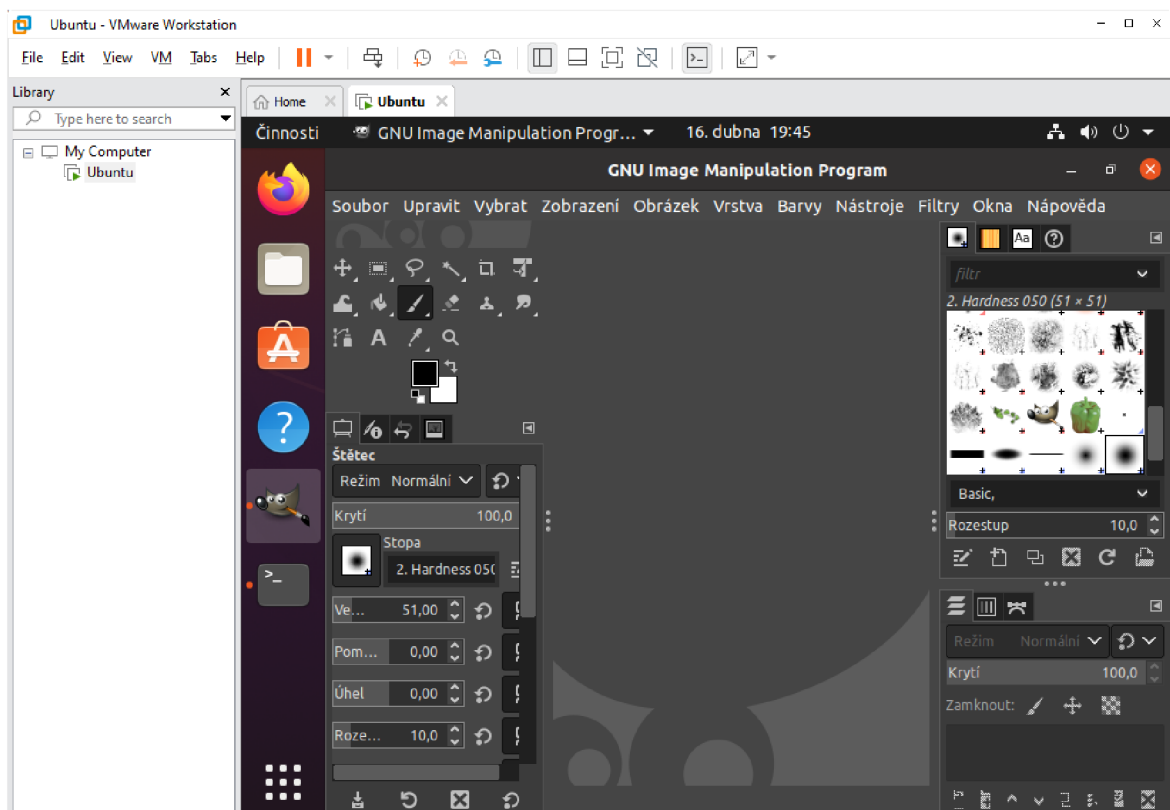 Ubuntu - VMware Workstation
File Edit View VM Tabs Help
Library
Type here to search
My Computer
Ubuntu
Home
Ubuntu
Činnosti GNU Image Manipulation Progr... 16. dubna 19:45
GNU Image Manipulation Program
Soubor Upravit Vybrat Zobrazení Obrázek Vrstva Barvy Nástroje Filtry Okna Nápověda
Štětec
Režim Normální
Krytí 100,0
Stopa
2. Hardness 050
Ve... 51,00
Pom... 0,00
Úhel 0,00
Roze... 10,0
Aa
filtr
2. Hardness 050 (51 × 51)
Basic,
Rozestup 10,0
Režim Normální
Krytí 100,0
Zamknout: